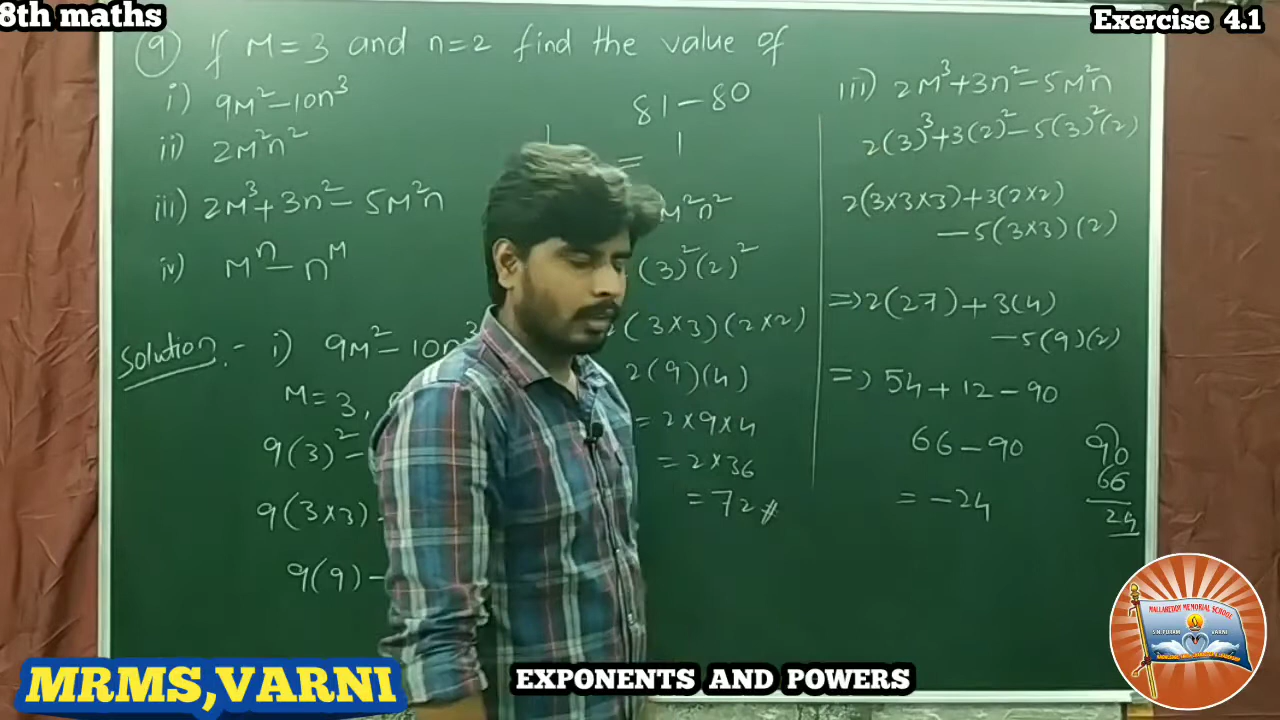 8th maths
Exercise 4.1
9) If M=3 and n=2 find the value of
i) 9M²-10n³
ii) 2M²n²
iii) 2M³+3n²-5M²n
iv) Mⁿ-nᴹ
Solution:- i) 9M²-10n³
M=3,
9(3)²-
9(3×3)-
9(9)-
81-80
= 1
M²n²
(3)²(2)²
2(3×3)(2×2)
2(9)(4)
=2×9×4
=2×36
=72
iii) 2M³+3n²-5M²n
2(3)³+3(2)²-5(3)²(2)
2(3×3×3)+3(2×2)
-5(3×3)(2)
=>2(27)+3(4)
-5(9)(2)
=>54+12-90
66-90
=-24
90
66
24
MALLAREDDY MEMORIAL SCHOOL
S.N PURAM VARNI
MRMS,VARNI
EXPONENTS AND POWERS